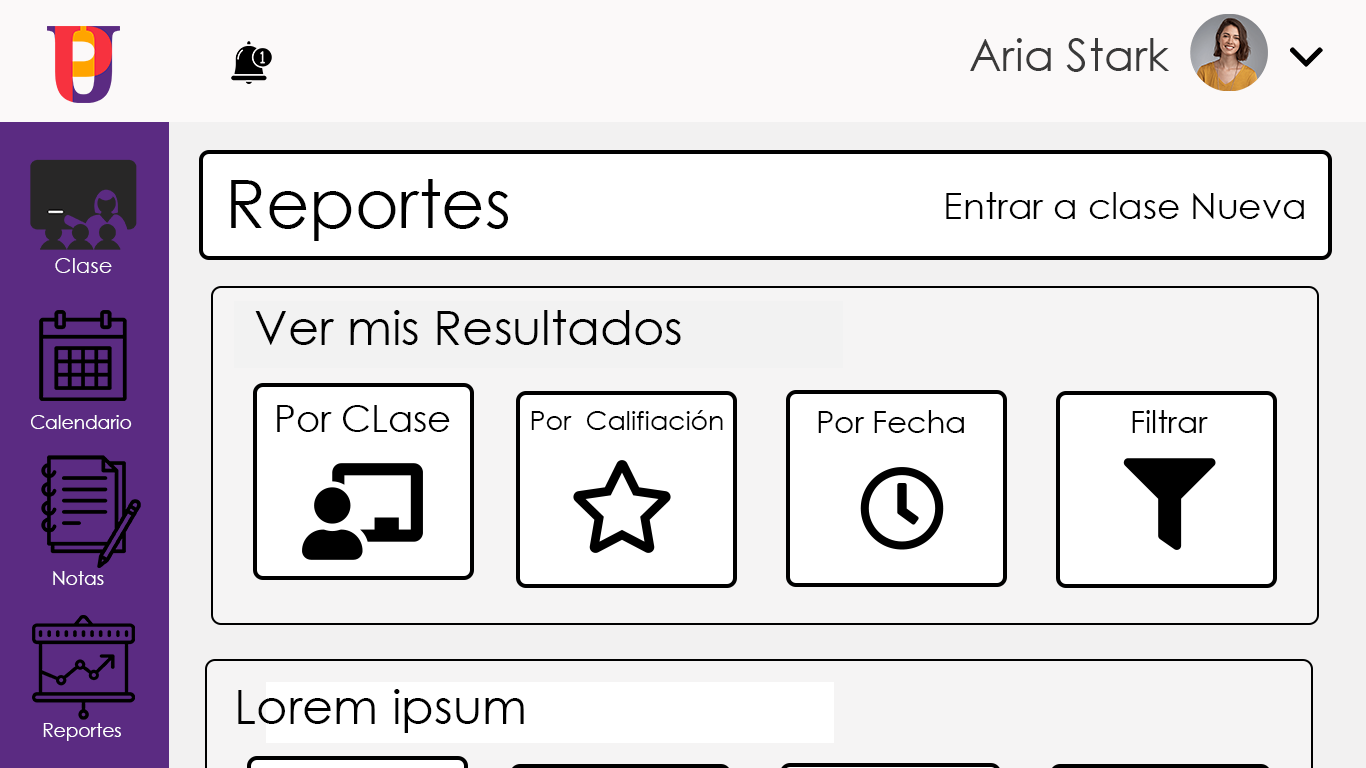 1
Aria Stark
Reportes
Entrar a clase Nueva
Clase
Calendario
Notas
Reportes
Ver mis Resultados
Por CLase
Por Califiación
Por Fecha
Filtrar
Lorem ipsum